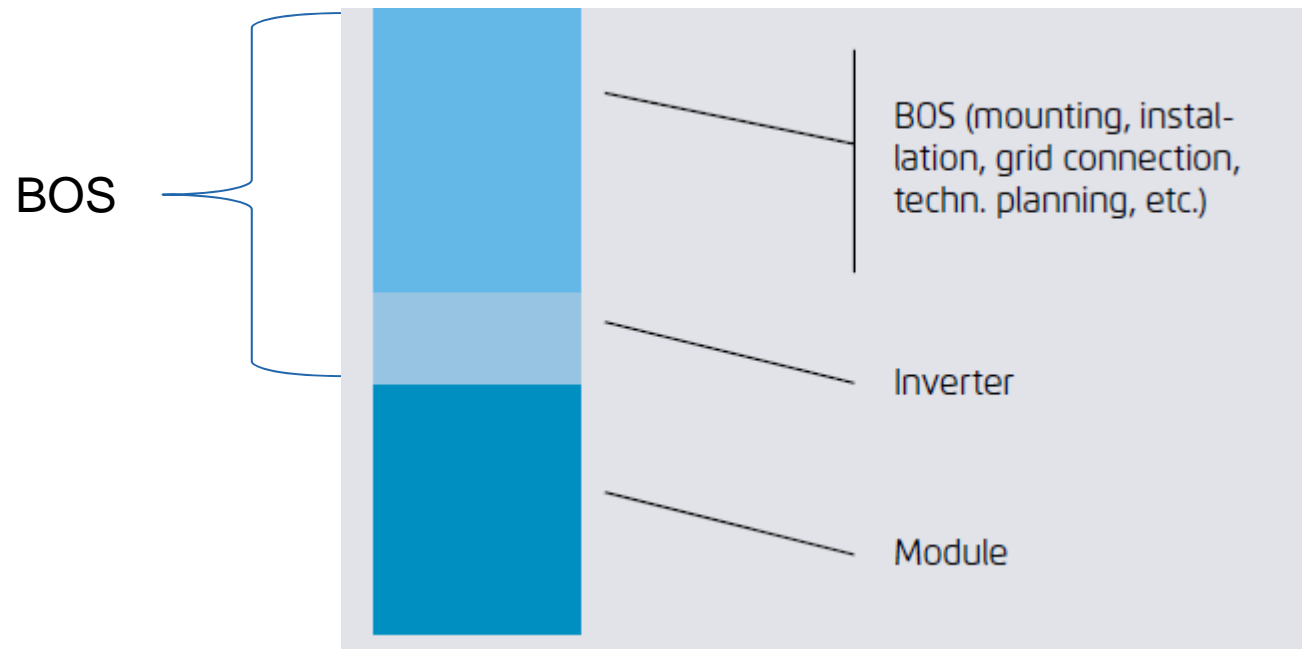 BOS
BOS (mounting, instal-
lation, grid connection,
techn. planning, etc.)
Inverter
Module